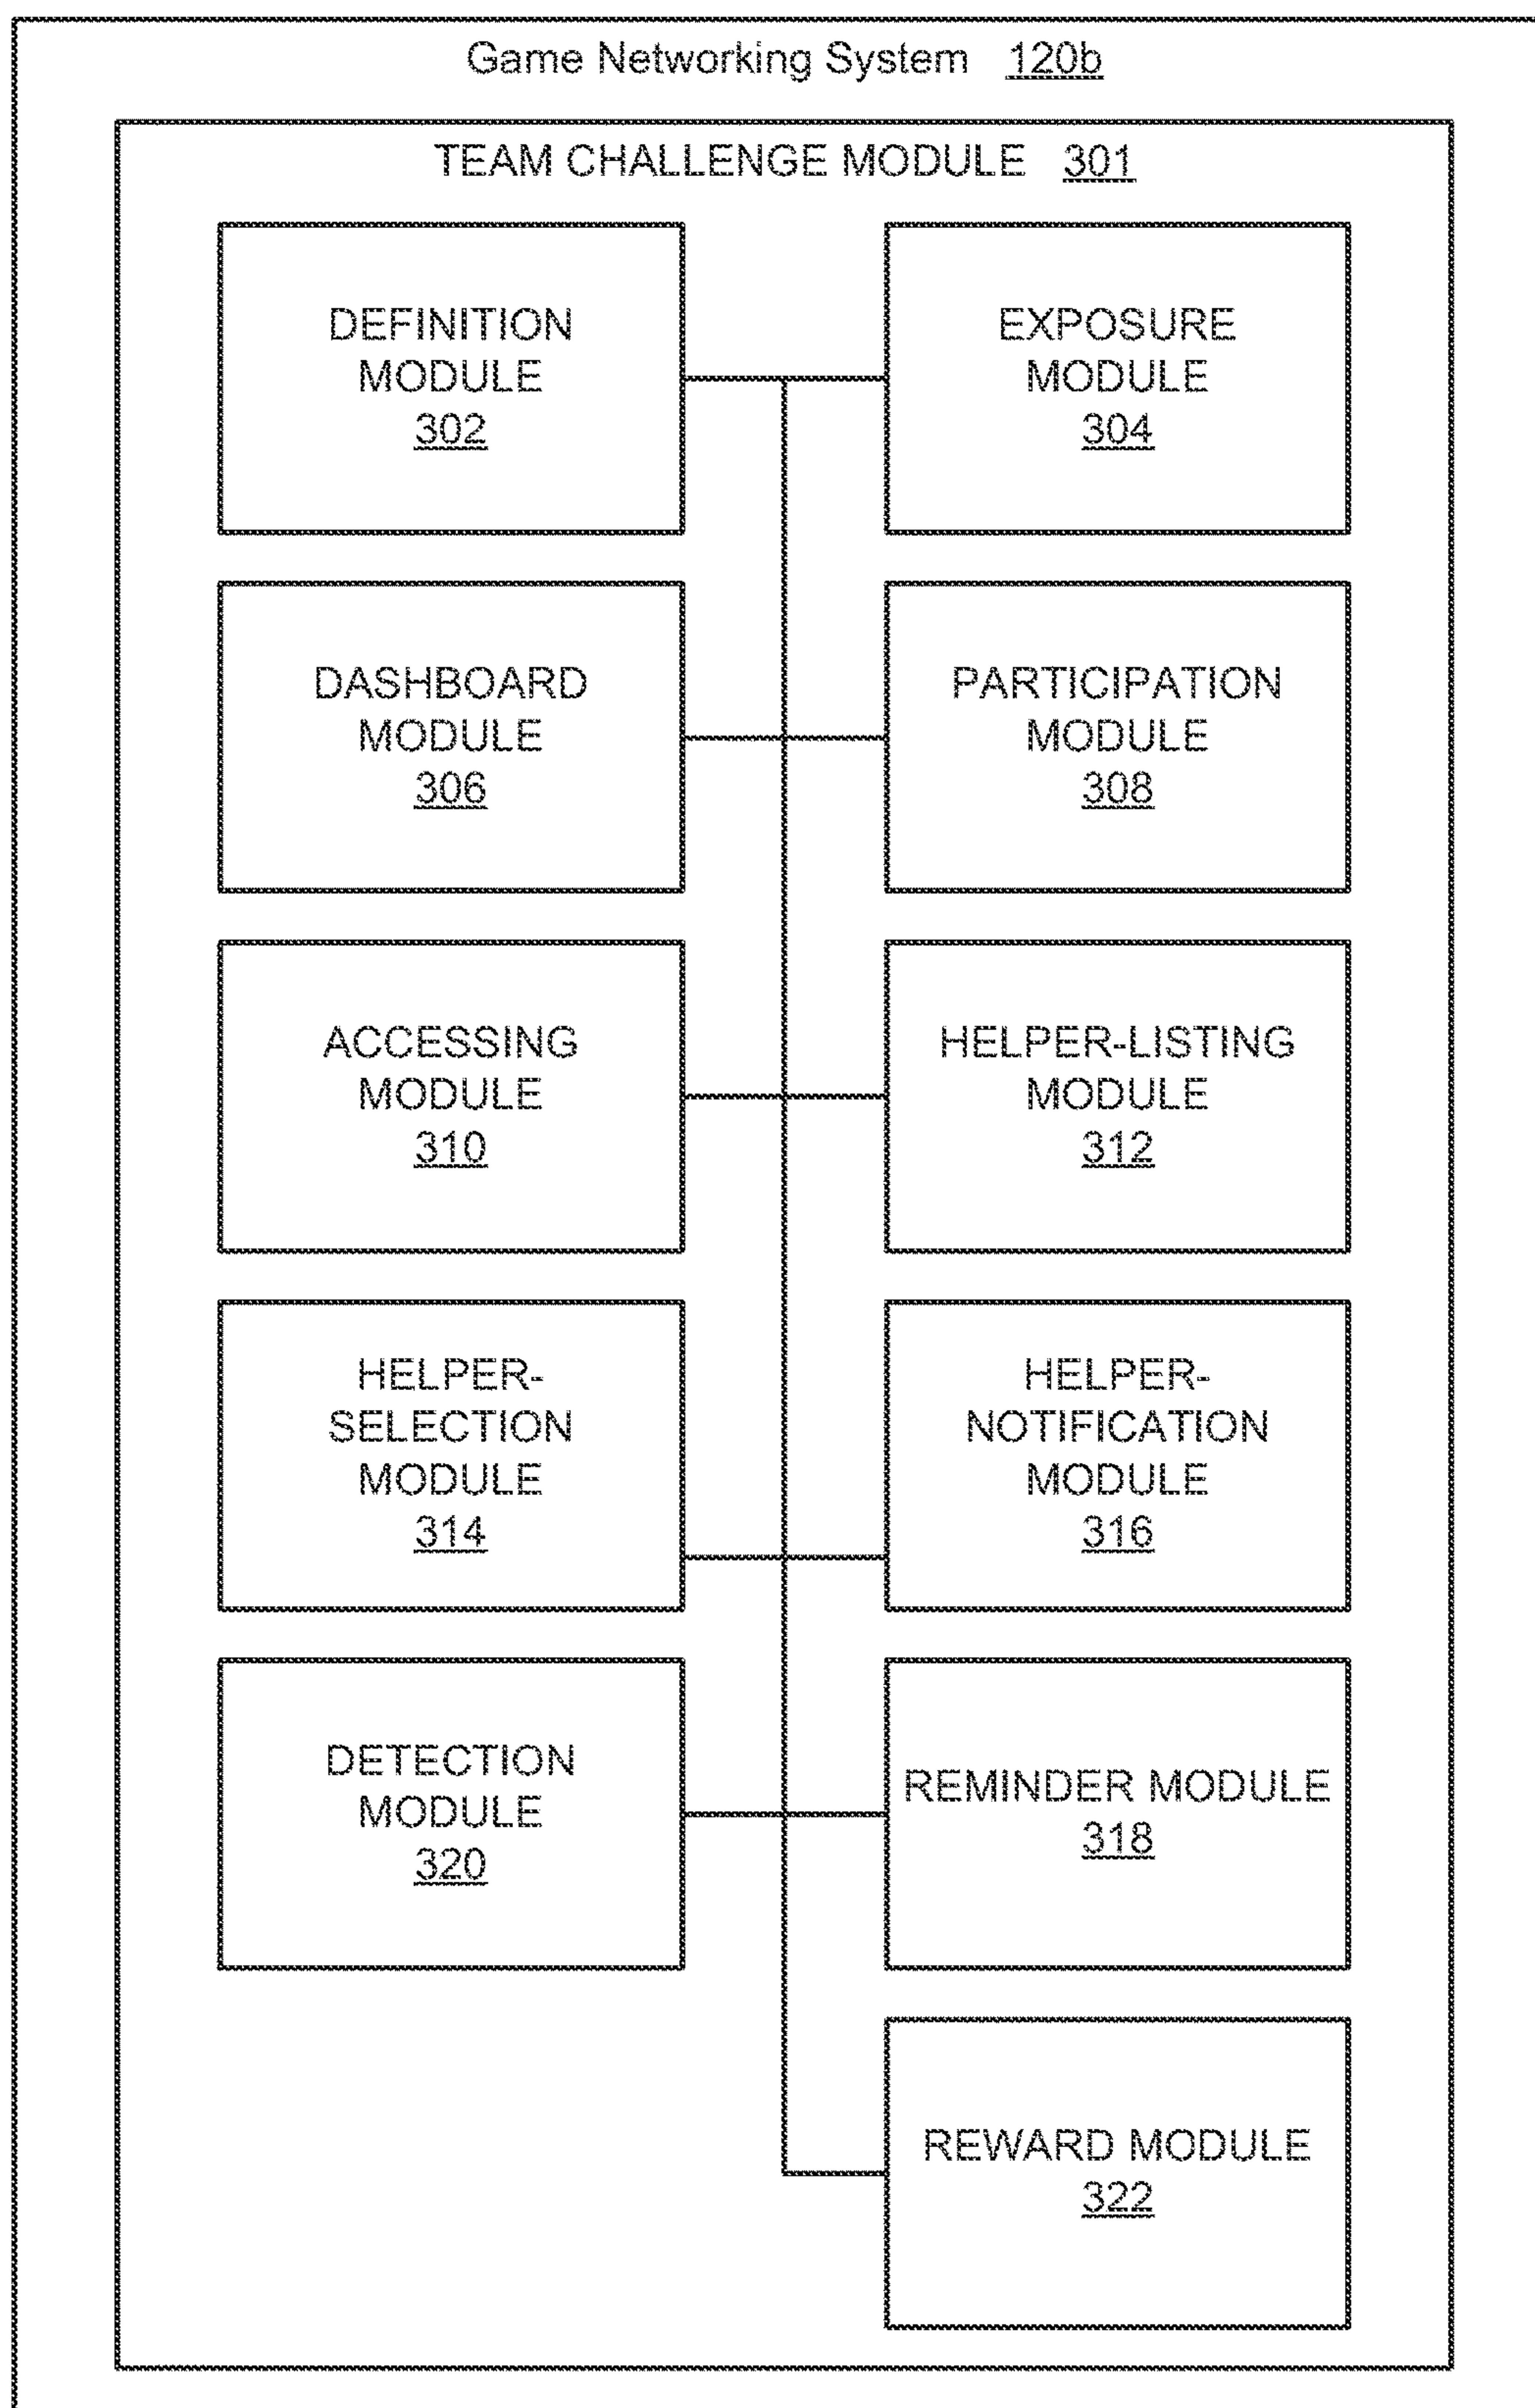 Game Networking System 120b
TEAM CHALLENGE MODULE 301
DEFINITION
MODULE
302
EXPOSURE
MODULE
304
DASHBOARD
MODULE
306
PARTICIPATION
MODULE
308
ACCESSING
MODULE
310
HELPER-LISTING
MODULE
312
HELPER-
SELECTION
MODULE
314
HELPER-
NOTIFICATION
MODULE
316
DETECTION
MODULE
320
REMINDER MODULE
318
REWARD MODULE
322